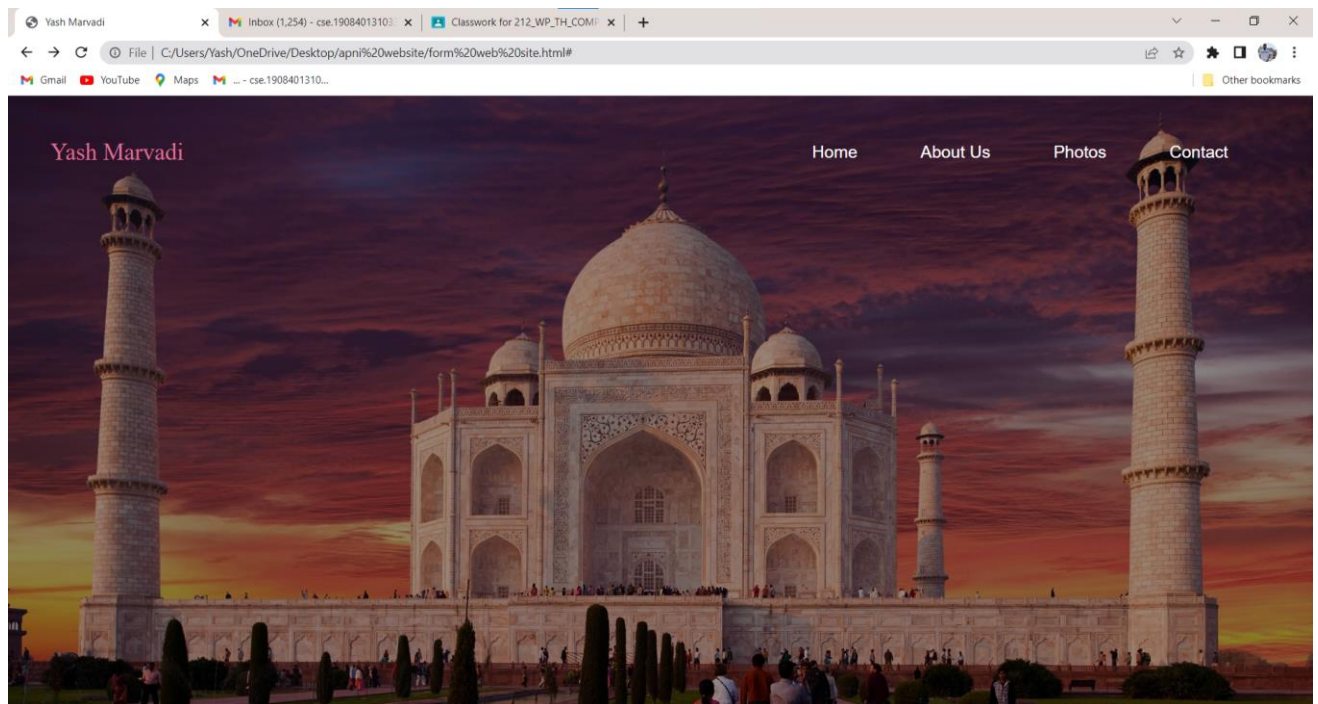 Yash Marvadi
Inbox (1,254) - cse.19084013103
Classwork for 212_WP_TH_COMP
File | C:/Users/Yash/OneDrive/Desktop/apni%20website/form%20web%20site.html#
Gmail YouTube Maps ... - cse.1908401310... Other bookmarks
Yash Marvadi Home About Us Photos Contact